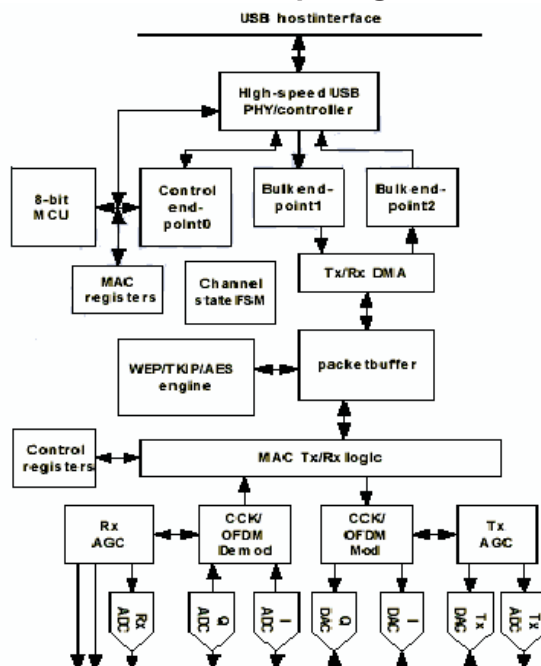 USB hostinterface
High-speed USB
PHY/controller
8-bit
MCU
Control
end-
point0
Bulk end-
point1
Bulk end-
point2
MAC
registers
Channel
state FSM
Tx/Rx DMA
WEP/TKIP/AES
engine
packetbuffer
Control
registers
MAC Tx/Rx logic
Rx
AGC
CCK/
OFDM
Demod
CCK/
OFDM
Mod
Tx
AGC
Rx
ADC
Q
ADC
I
ADC
Q
DAC
I
DAC
Tx
DAC
Tx
ADC